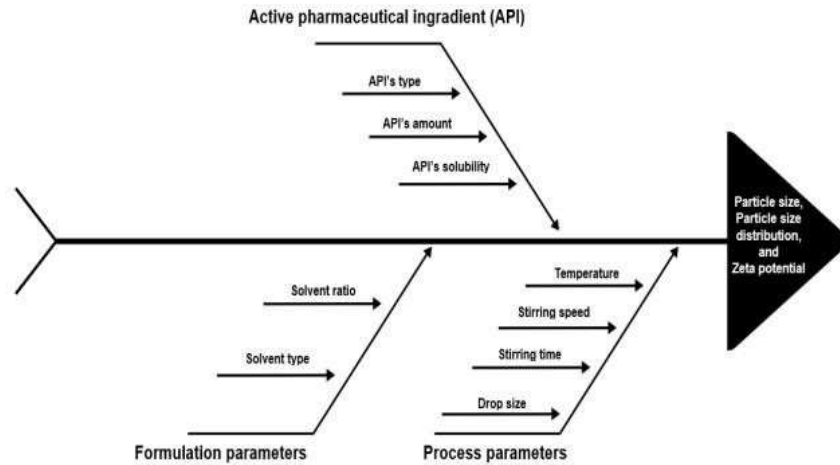 Active pharmaceutical ingradient (API)
API's type
API's amount
API's solubility
Particle size,
Particle size
distribution,
and
Zeta potential
Temperature
Solvent ratio
Stirring speed
Solvent type
Stirring time
Drop size
Formulation parameters
Process parameters